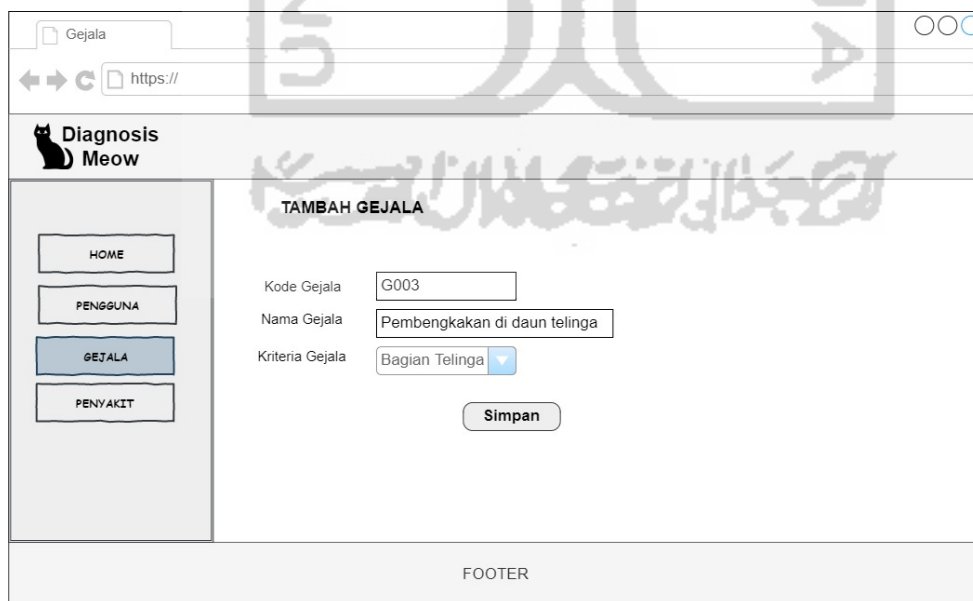 Gejala
https://
Diagnosis
Meow
HOME
PENGGUNA
GEJALA
PENYAKIT
TAMBAH GEJALA
Kode Gejala G003
Nama Gejala Pembengkakan di daun telinga
Kriteria Gejala Bagian Telinga
Simpan
FOOTER